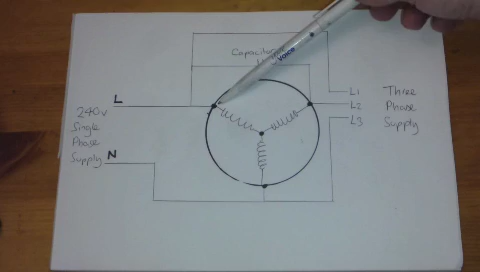 Capacitor
L
240v
Single
Phase
Supply
N
L1
L2
L3
Three
Phase
Supply